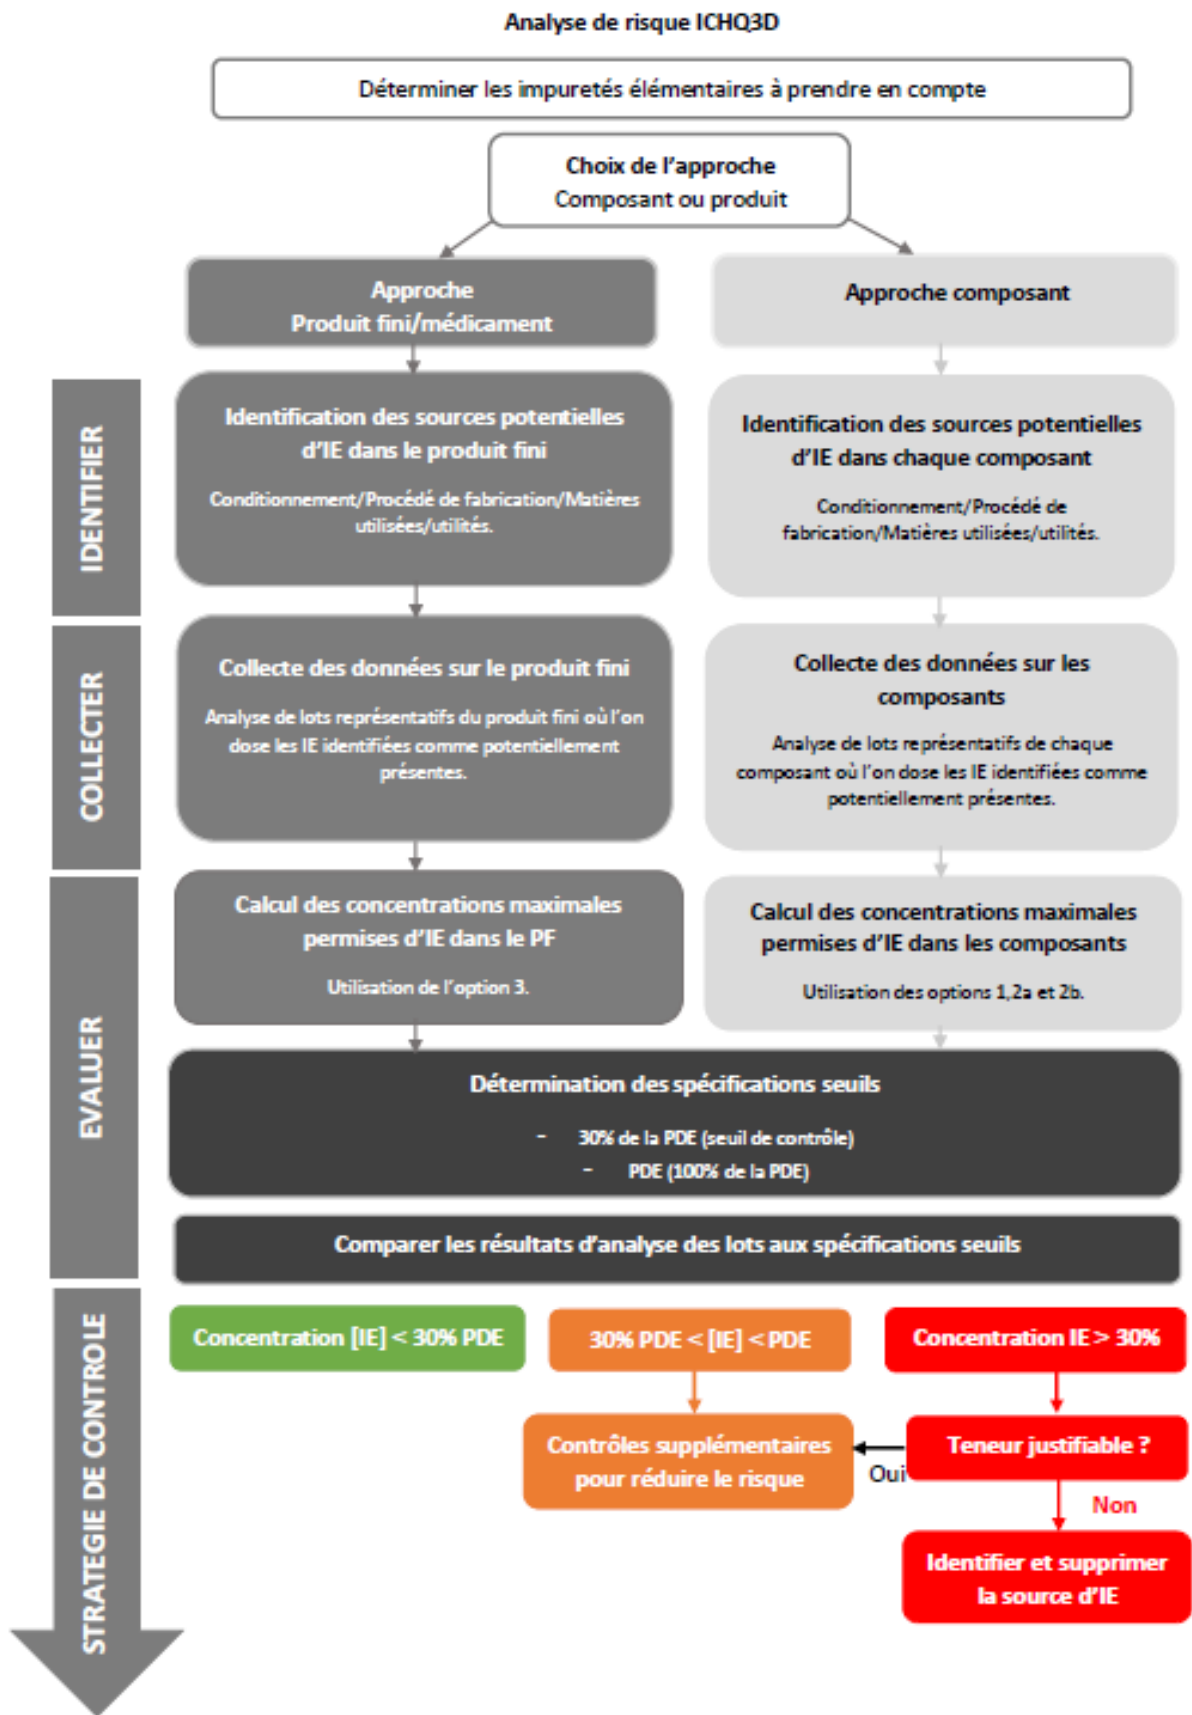 Analyse de risque ICHQ3D
Déterminer les impuretés élémentaires à prendre en compte
Choix de l'approche
Composant ou produit
Approche
Produit fini/médicament
Approche composant
IDENTIFIER
Identification des sources potentielles
d'IE dans le produit fini
Conditionnement/Procédé de fabrication/Matières
utilisées/utilités.
Identification des sources potentielles
d'IE dans chaque composant
Conditionnement/Procédé de
fabrication/Matières utilisées/utilités.
COLLECTER
Collecte des données sur le produit fini
Analyse de lots représentatifs du produit fini où l'on
dose les IE identifiées comme potentiellement
présentes.
Collecte des données sur les
composants
Analyse de lots représentatifs de chaque
composant où l'on dose les IE identifiées comme
potentiellement présentes.
EVALUER
Calcul des concentrations maximales
permises d'IE dans le PF
Utilisation de l'option 3.
Calcul des concentrations maximales
permises d'IE dans les composants
Utilisation des options 1,2a et 2b.
Détermination des spécifications seuils
- 30% de la PDE (seuil de contrôle)
- PDE (100% de la PDE)
Comparer les résultats d'analyse des lots aux spécifications seuils
STRATEGIE DE CONTROLE
Concentration [IE] < 30% PDE
30% PDE < [IE] < PDE
Concentration IE > 30%
Contrôles supplémentaires
pour réduire le risque
Oui
Teneur justifiable ?
Non
Identifier et supprimer
la source d'IE